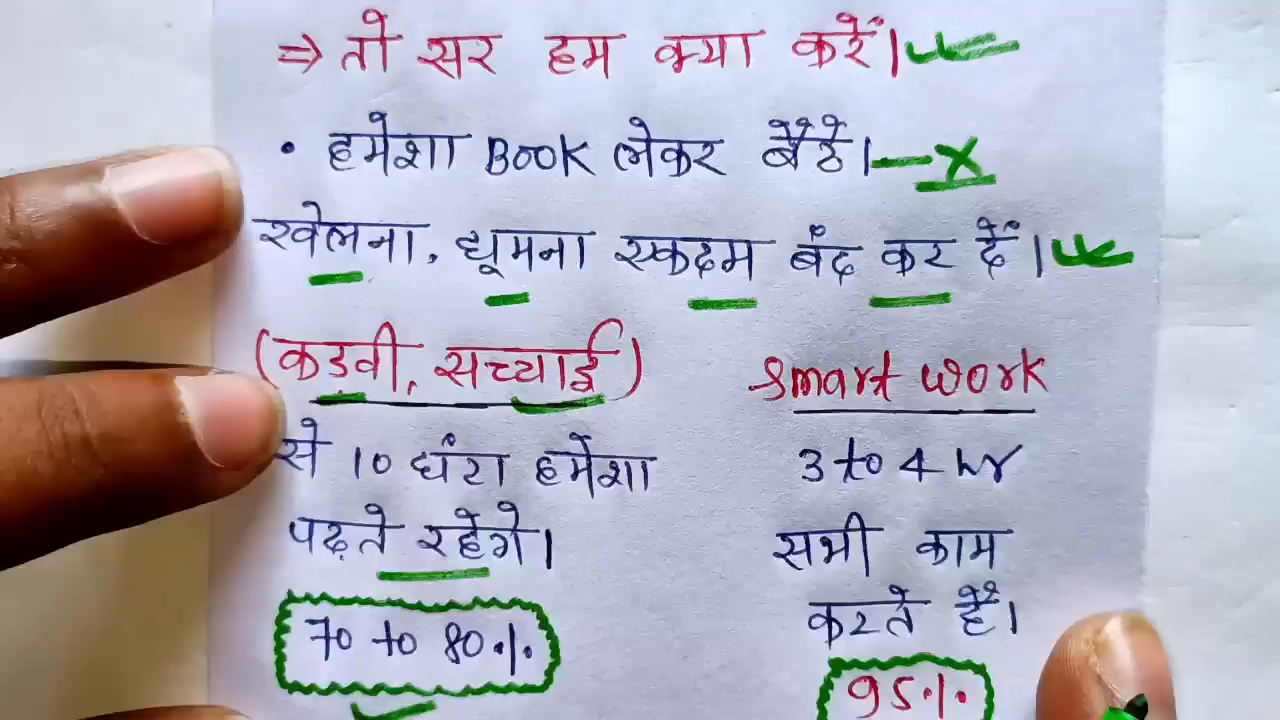 ⇒ तो सर हम क्या करें।
• हमेशा BOOK लेकर बैठे। — X
खेलना, घूमना एकदम बंद कर दें।
(कडवी, सच्चाई)
से 10 घंटा हमेशा
पढ़ते रहेंगे।
70 to 80%
Smart work
3 to 4 hr
सभी काम
करते हैं।
95%